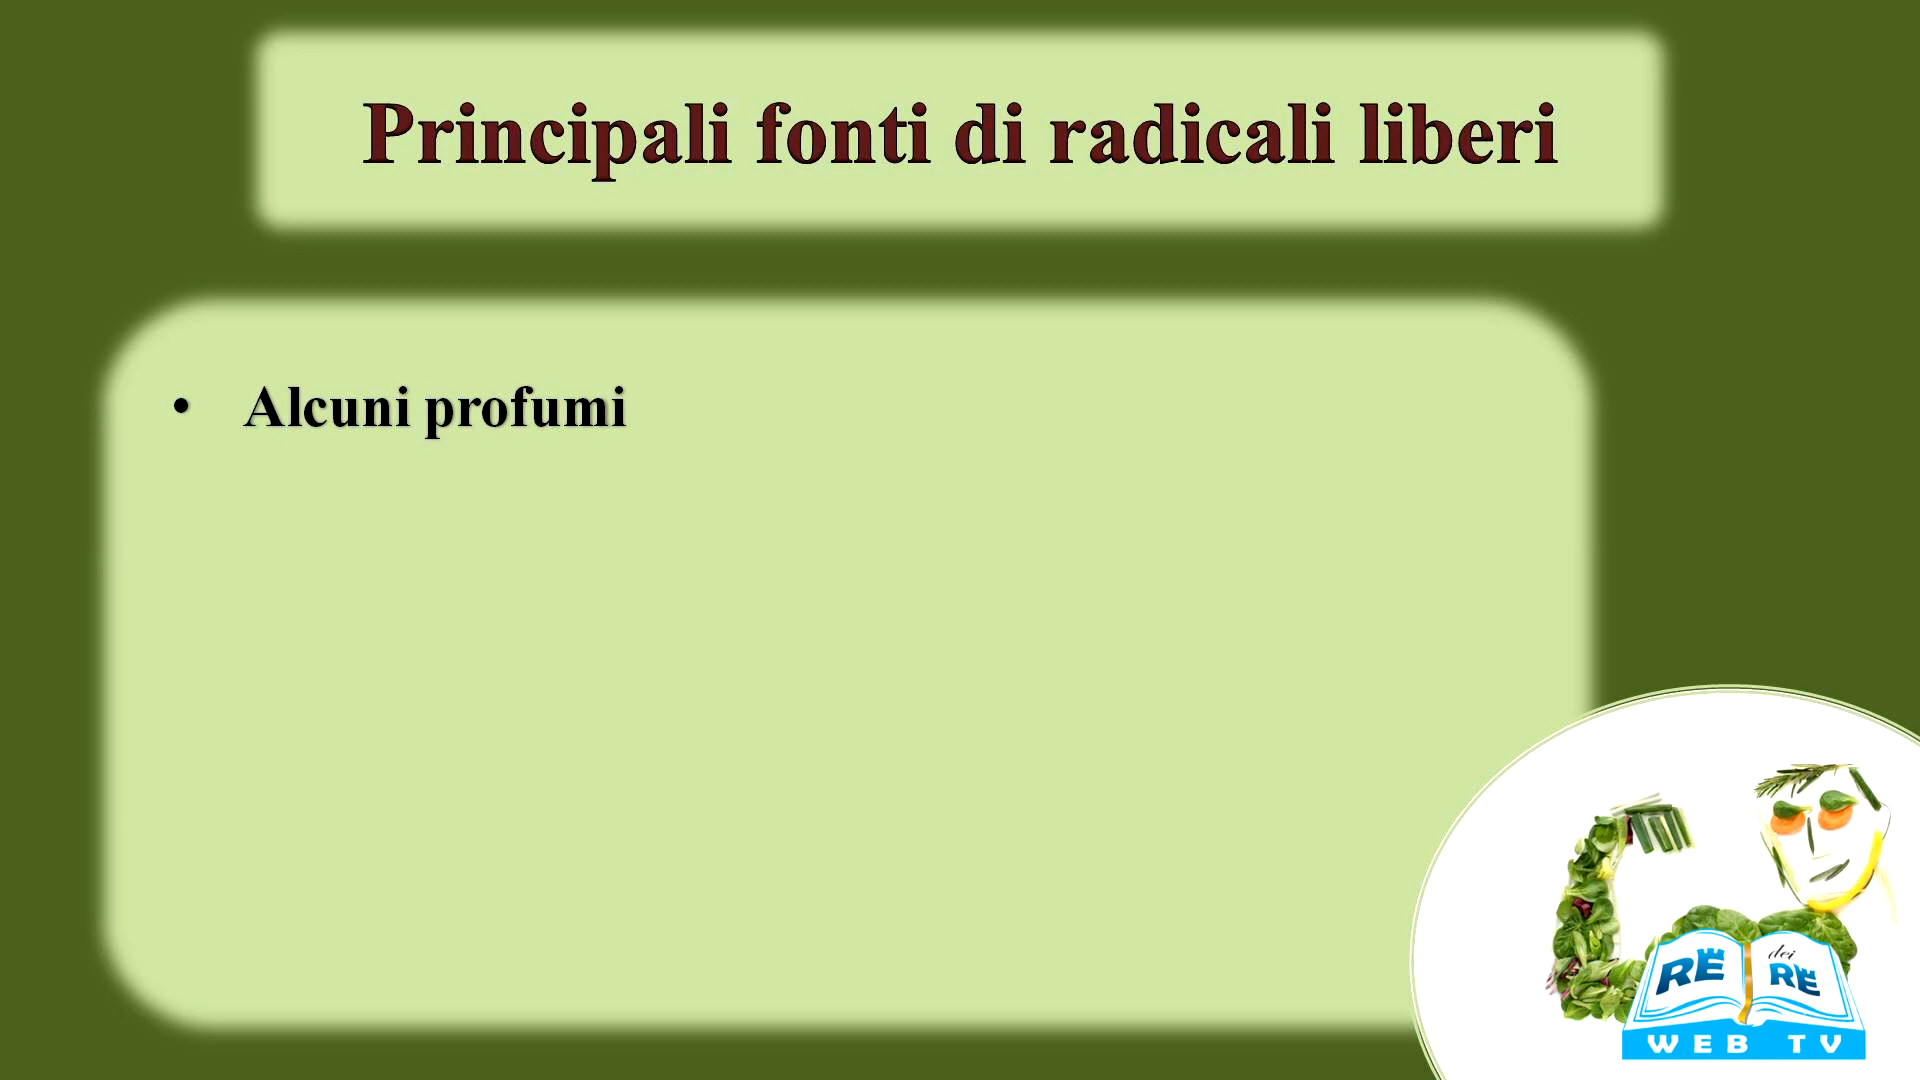 Principali fonti di radicali liberi
• Alcuni profumi
RE dei RE
WEB TV